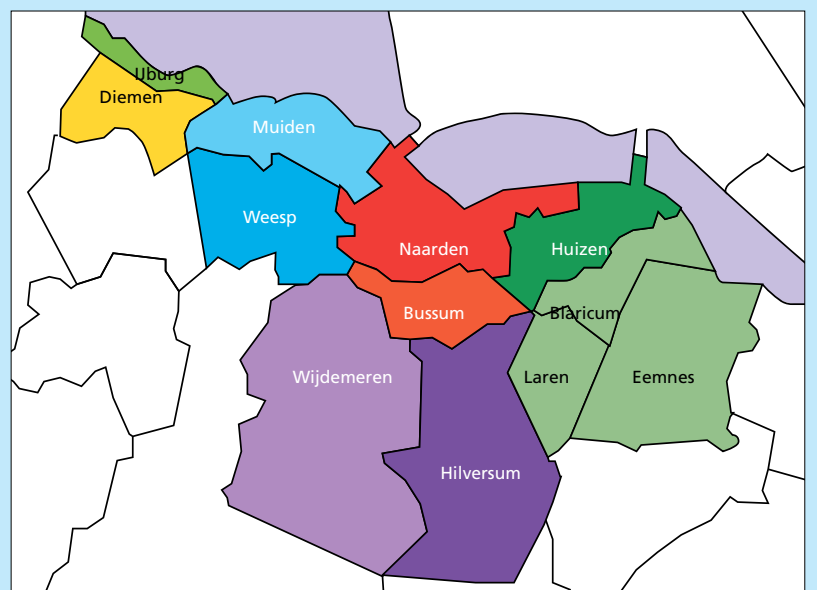 IJburg
Diemen
Muiden
Weesp
Naarden
Huizen
Bussum
Blaricum
Wijdemeren
Laren
Eemnes
Hilversum